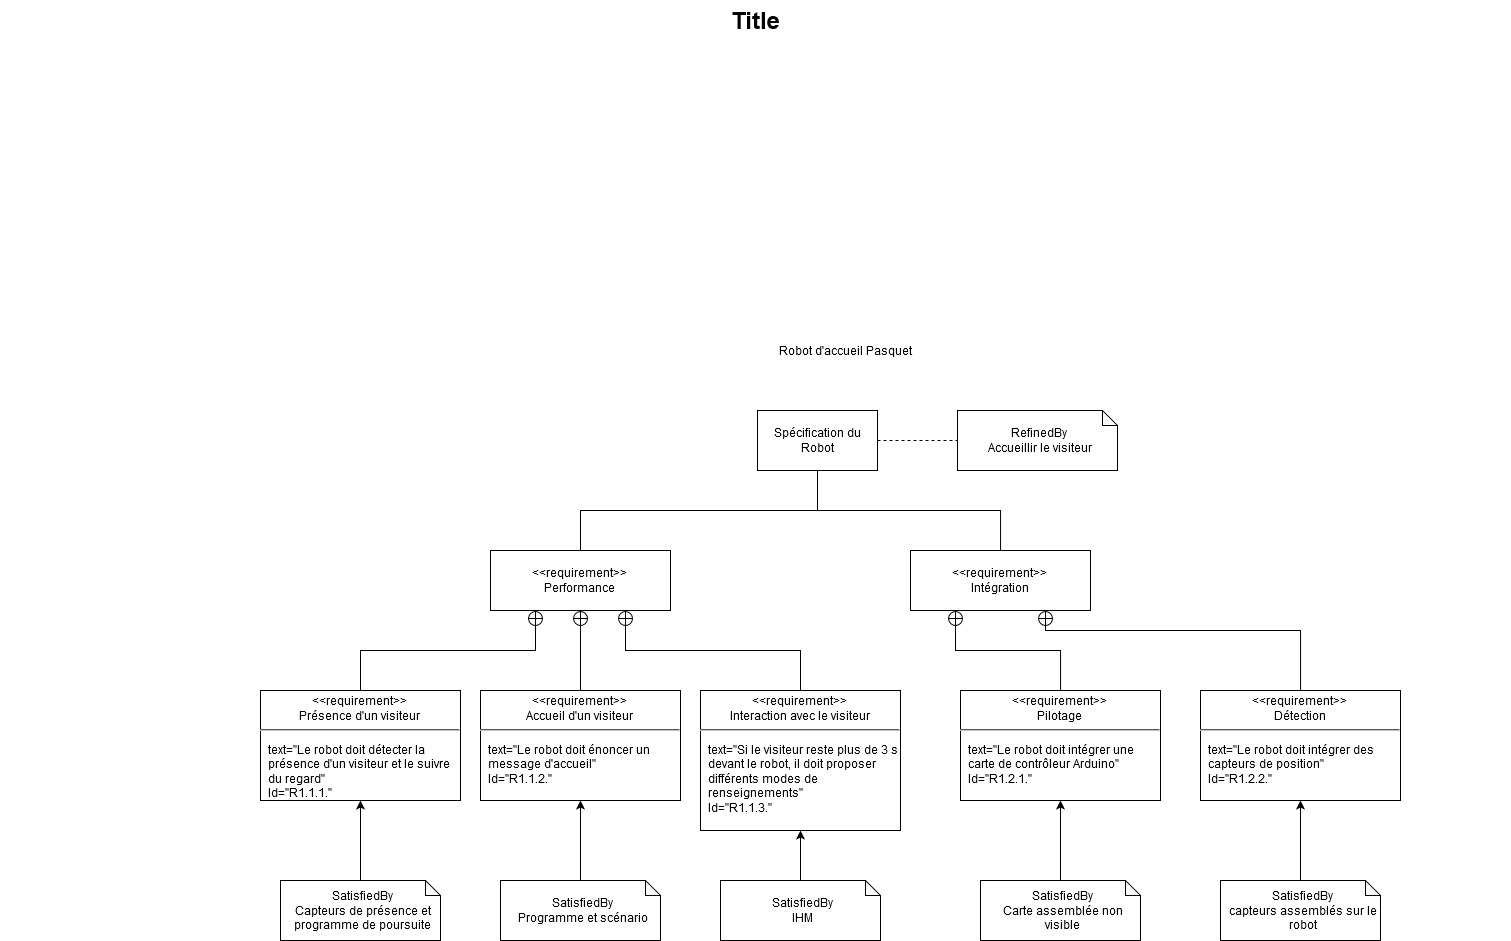 Title
Robot d'accueil Pasquet
Spécification du
Robot
RefinedBy
Accueillir le visiteur
<<requirement>>
Performance
<<requirement>>
Intégration
<<requirement>>
Présence d'un visiteur
text="Le robot doit détecter la
présence d'un visiteur et le suivre
du regard"
Id="R1.1.1."
<<requirement>>
Accueil d'un visiteur
text="Le robot doit énoncer un
message d'accueil"
Id="R1.1.2."
<<requirement>>
Interaction avec le visiteur
text="Si le visiteur reste plus de 3 s
devant le robot, il doit proposer
différents modes de
renseignements"
Id="R1.1.3."
<<requirement>>
Pilotage
text="Le robot doit intégrer une
carte de contrôleur Arduino"
Id="R1.2.1."
<<requirement>>
Détection
text="Le robot doit intégrer des
capteurs de position"
Id="R1.2.2."
SatisfiedBy
Capteurs de présence et
programme de poursuite
SatisfiedBy
Programme et scénario
SatisfiedBy
IHM
SatisfiedBy
Carte assemblée non
visible
SatisfiedBy
capteurs assemblés sur le
robot